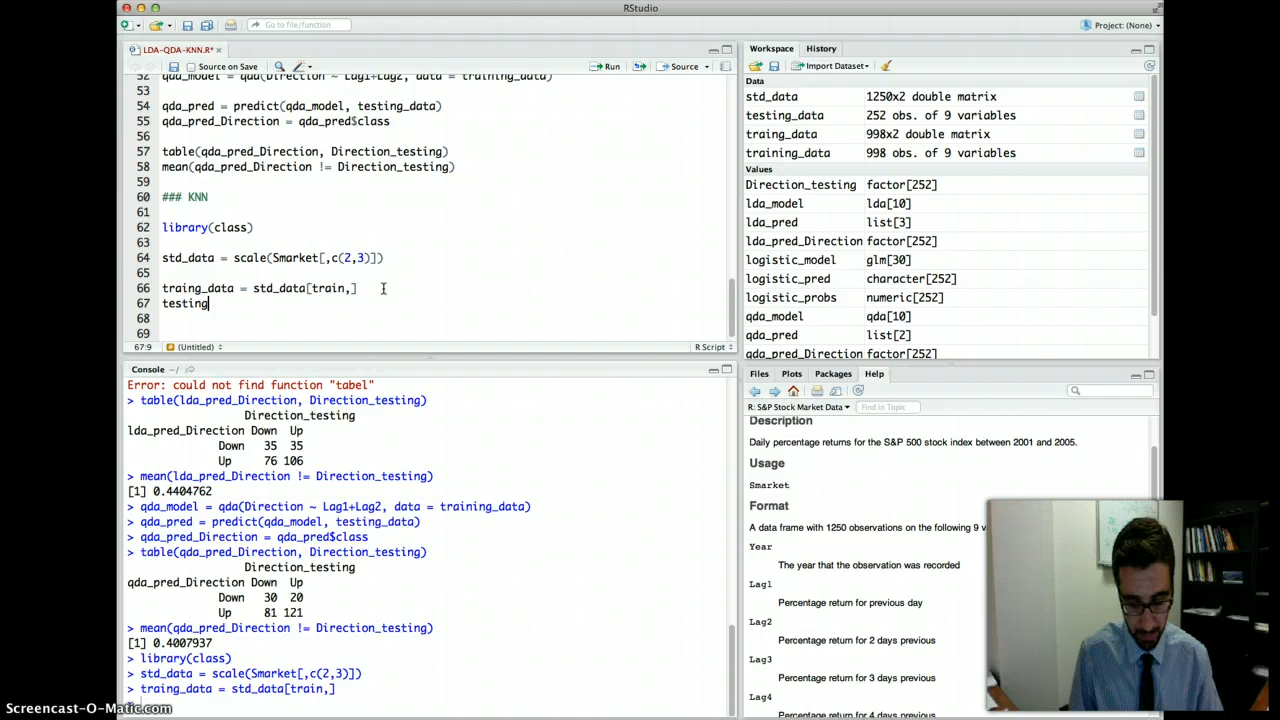 RStudio
Go to file/function
Project: (None)
LDA-QDA-KNN.R*
Source on Save
Run
Source
52 qda_model = qda(Direction ~ Lag1+Lag2, data = training_data)
53
54 qda_pred = predict(qda_model, testing_data)
55 qda_pred_Direction = qda_pred$class
56
57 table(qda_pred_Direction, Direction_testing)
58 mean(qda_pred_Direction != Direction_testing)
59
60 ### KNN
61
62 library(class)
63
64 std_data = scale(Smarket[,c(2,3)])
65
66 traing_data = std_data[train,]
67 testing
68
69
67:9 (Untitled) R Script
Console ~/
Error: could not find function "tabel"
> table(lda_pred_Direction, Direction_testing)
Direction_testing
lda_pred_Direction Down Up
Down 35 35
Up 76 106
> mean(lda_pred_Direction != Direction_testing)
[1] 0.4404762
> qda_model = qda(Direction ~ Lag1+Lag2, data = training_data)
> qda_pred = predict(qda_model, testing_data)
> qda_pred_Direction = qda_pred$class
> table(qda_pred_Direction, Direction_testing)
Direction_testing
qda_pred_Direction Down Up
Down 30 20
Up 81 121
> mean(qda_pred_Direction != Direction_testing)
[1] 0.4007937
> library(class)
> std_data = scale(Smarket[,c(2,3)])
> traing_data = std_data[train,]
Screencast-O-Matic.com
Workspace History
Import Dataset
Data
std_data 1250x2 double matrix
testing_data 252 obs. of 9 variables
traing_data 998x2 double matrix
training_data 998 obs. of 9 variables
Values
Direction_testing factor[252]
lda_model lda[10]
lda_pred list[3]
lda_pred_Direction factor[252]
logistic_model glm[30]
logistic_pred character[252]
logistic_probs numeric[252]
qda_model qda[10]
qda_pred list[2]
qda_pred_Direction factor[252]
Files Plots Packages Help
R: S&P Stock Market Data Find in Topic
Description
Daily percentage returns for the S&P 500 stock index between 2001 and 2005.
Usage
Smarket
Format
A data frame with 1250 observations on the following 9 v
Year
The year that the observation was recorded
Lag1
Percentage return for previous day
Lag2
Percentage return for 2 days previous
Lag3
Percentage return for 3 days previous
Lag4
Percentage return for 4 days previous